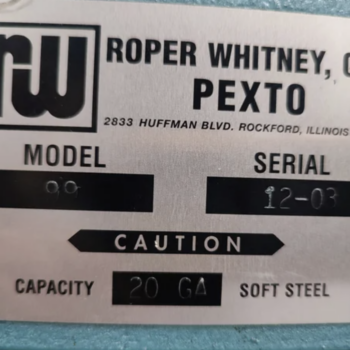 rw
ROPER WHITNEY, C
PEXTO
2833 HUFFMAN BLVD. ROCKFORD, ILLINOIS
MODEL SERIAL
12-03
CAUTION
CAPACITY 20 GA SOFT STEEL